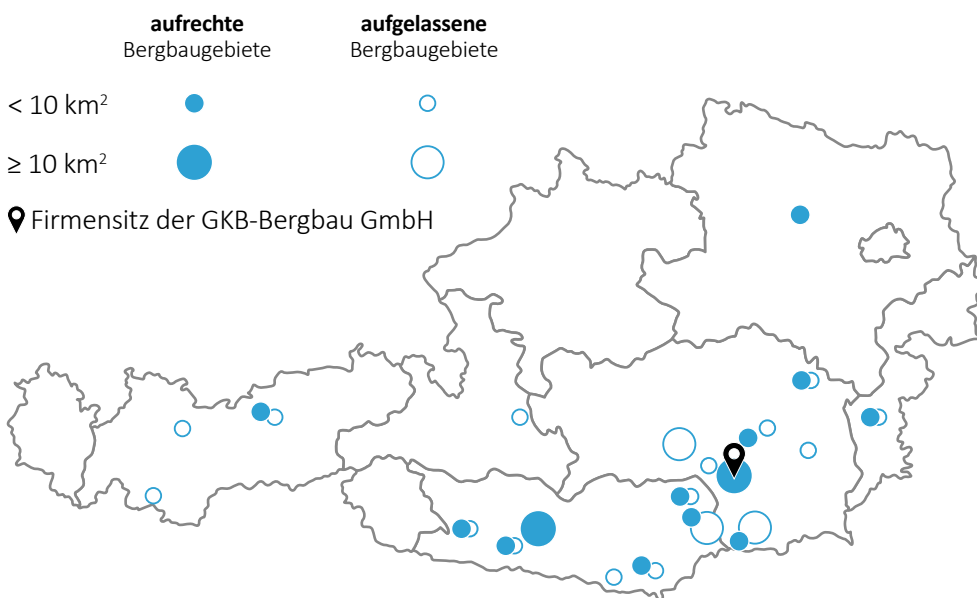 aufrechte
Bergbaugebiete
aufgelassene
Bergbaugebiete
< 10 km²
≥ 10 km²
Firmensitz der GKB-Bergbau GmbH